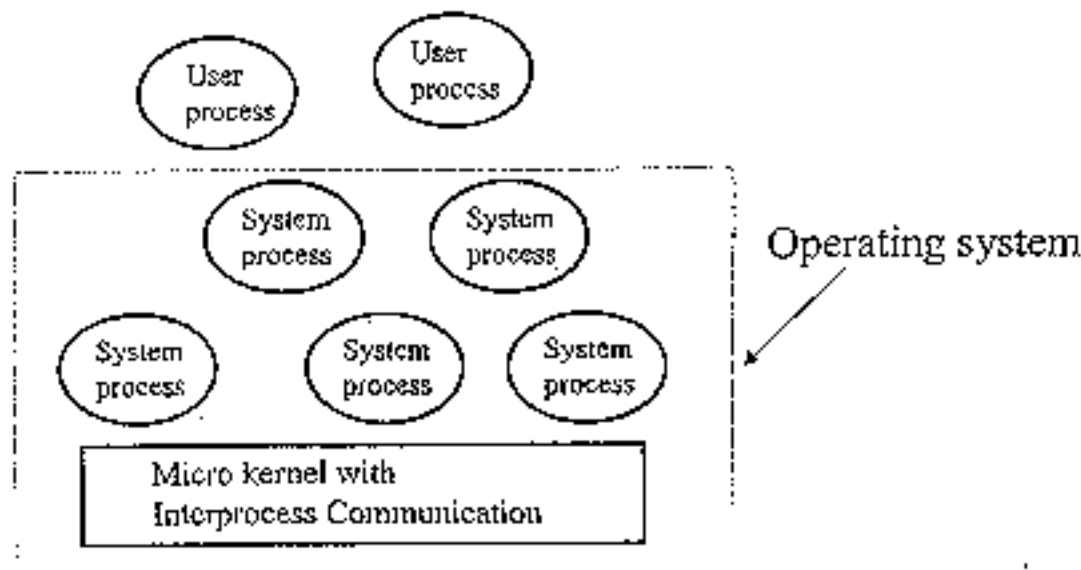 User
process
User
process
System
process
System
process
Operating system
System
process
System
process
System
process
Micro kernel with
Interprocess Communication